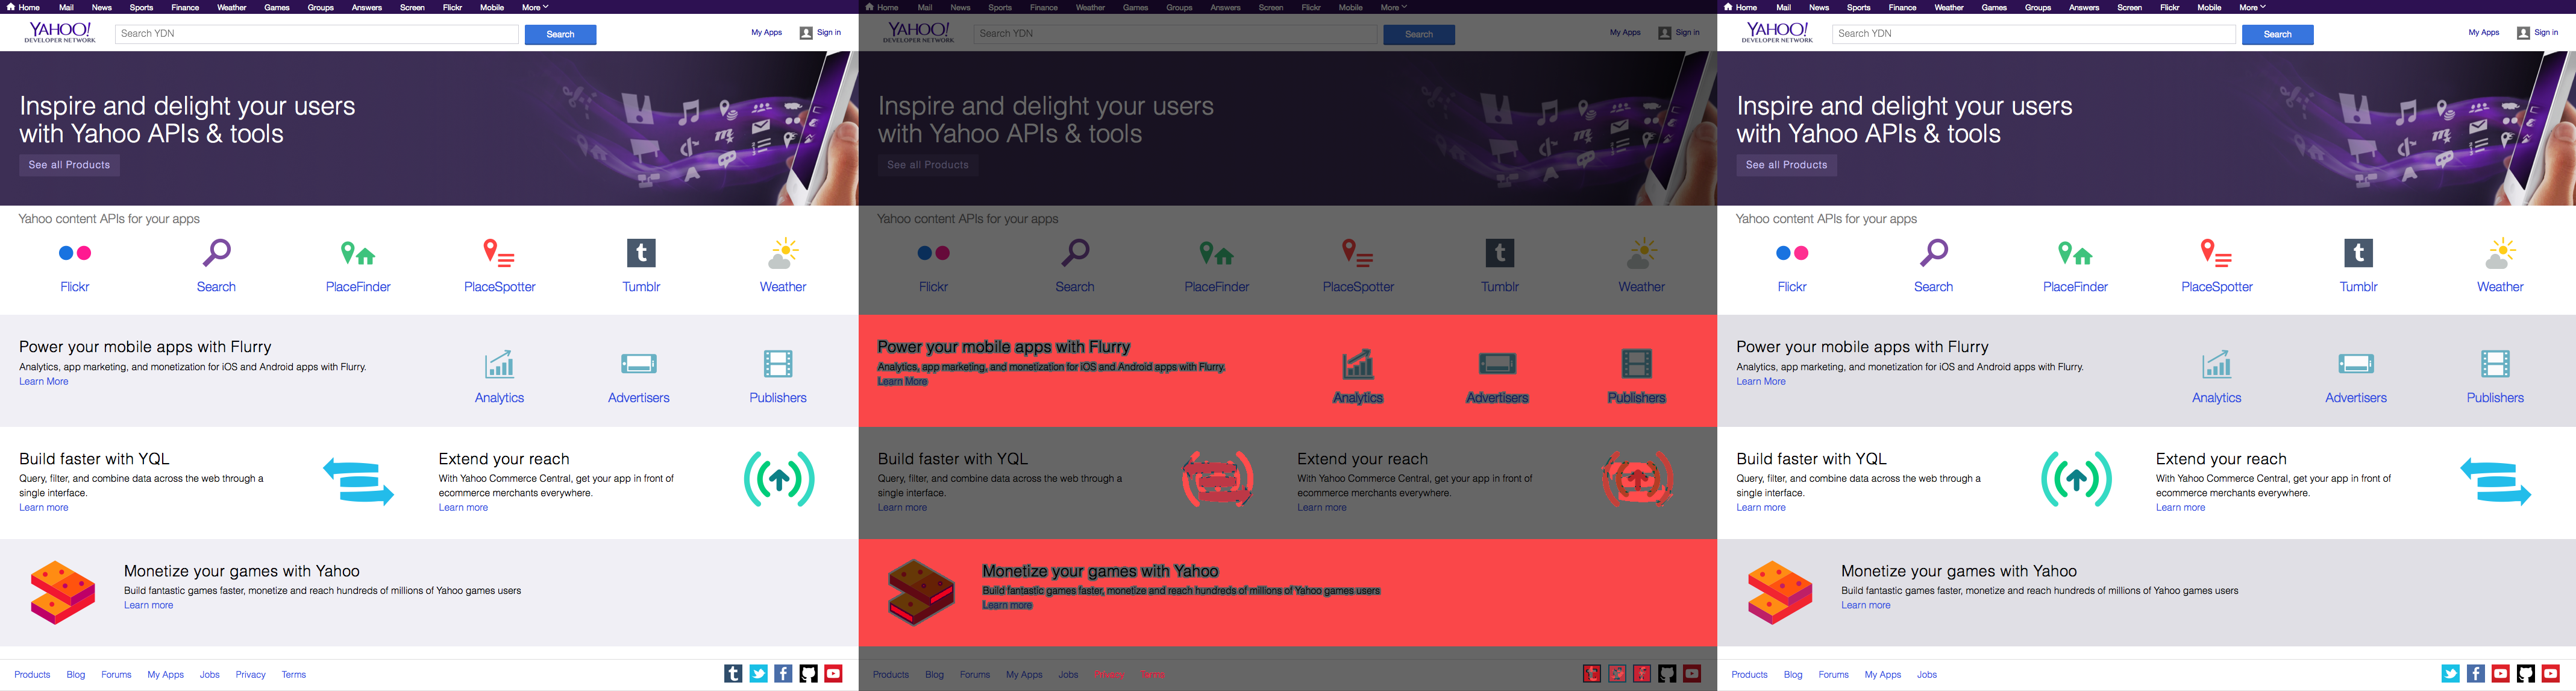 Home Mail News Sports Finance Weather Games Groups Answers Screen Flickr Mobile More
YAHOO!
DEVELOPER NETWORK
Search YDN
Search
My Apps
Sign in
Inspire and delight your users
with Yahoo APIs & tools
See all Products
Yahoo content APIs for your apps
Flickr
Search
PlaceFinder
PlaceSpotter
t
Tumblr
Weather
Power your mobile apps with Flurry
Analytics, app marketing, and monetization for iOS and Android apps with Flurry.
Learn More
Analytics
Advertisers
Publishers
Build faster with YQL
Query, filter, and combine data across the web through a
single interface.
Learn more
Extend your reach
With Yahoo Commerce Central, get your app in front of
ecommerce merchants everywhere.
Learn more
Monetize your games with Yahoo
Build fantastic games faster, monetize and reach hundreds of millions of Yahoo games users
Learn more
Products Blog Forums My Apps Jobs Privacy Terms
Home Mail News Sports Finance Weather Games Groups Answers Screen Flickr Mobile More
YAHOO!
DEVELOPER NETWORK
Search YDN
Search
My Apps
Sign in
Inspire and delight your users
with Yahoo APIs & tools
See all Products
Yahoo content APIs for your apps
Flickr
Search
PlaceFinder
PlaceSpotter
t
Tumblr
Weather
Power your mobile apps with Flurry
Analytics, app marketing, and monetization for iOS and Android apps with Flurry.
Learn More
Analytics
Advertisers
Publishers
Build faster with YQL
Query, filter, and combine data across the web through a
single interface.
Learn more
Extend your reach
With Yahoo Commerce Central, get your app in front of
ecommerce merchants everywhere.
Learn more
Monetize your games with Yahoo
Build fantastic games faster, monetize and reach hundreds of millions of Yahoo games users
Learn more
Products Blog Forums My Apps Jobs Privacy Terms
Home Mail News Sports Finance Weather Games Groups Answers Screen Flickr Mobile More
YAHOO!
DEVELOPER NETWORK
Search YDN
Search
My Apps
Sign in
Inspire and delight your users
with Yahoo APIs & tools
See all Products
Yahoo content APIs for your apps
Flickr
Search
PlaceFinder
PlaceSpotter
t
Tumblr
Weather
Power your mobile apps with Flurry
Analytics, app marketing, and monetization for iOS and Android apps with Flurry.
Learn More
Analytics
Advertisers
Publishers
Build faster with YQL
Query, filter, and combine data across the web through a
single interface.
Learn more
Extend your reach
With Yahoo Commerce Central, get your app in front of
ecommerce merchants everywhere.
Learn more
Monetize your games with Yahoo
Build fantastic games faster, monetize and reach hundreds of millions of Yahoo games users
Learn more
Products Blog Forums My Apps Jobs